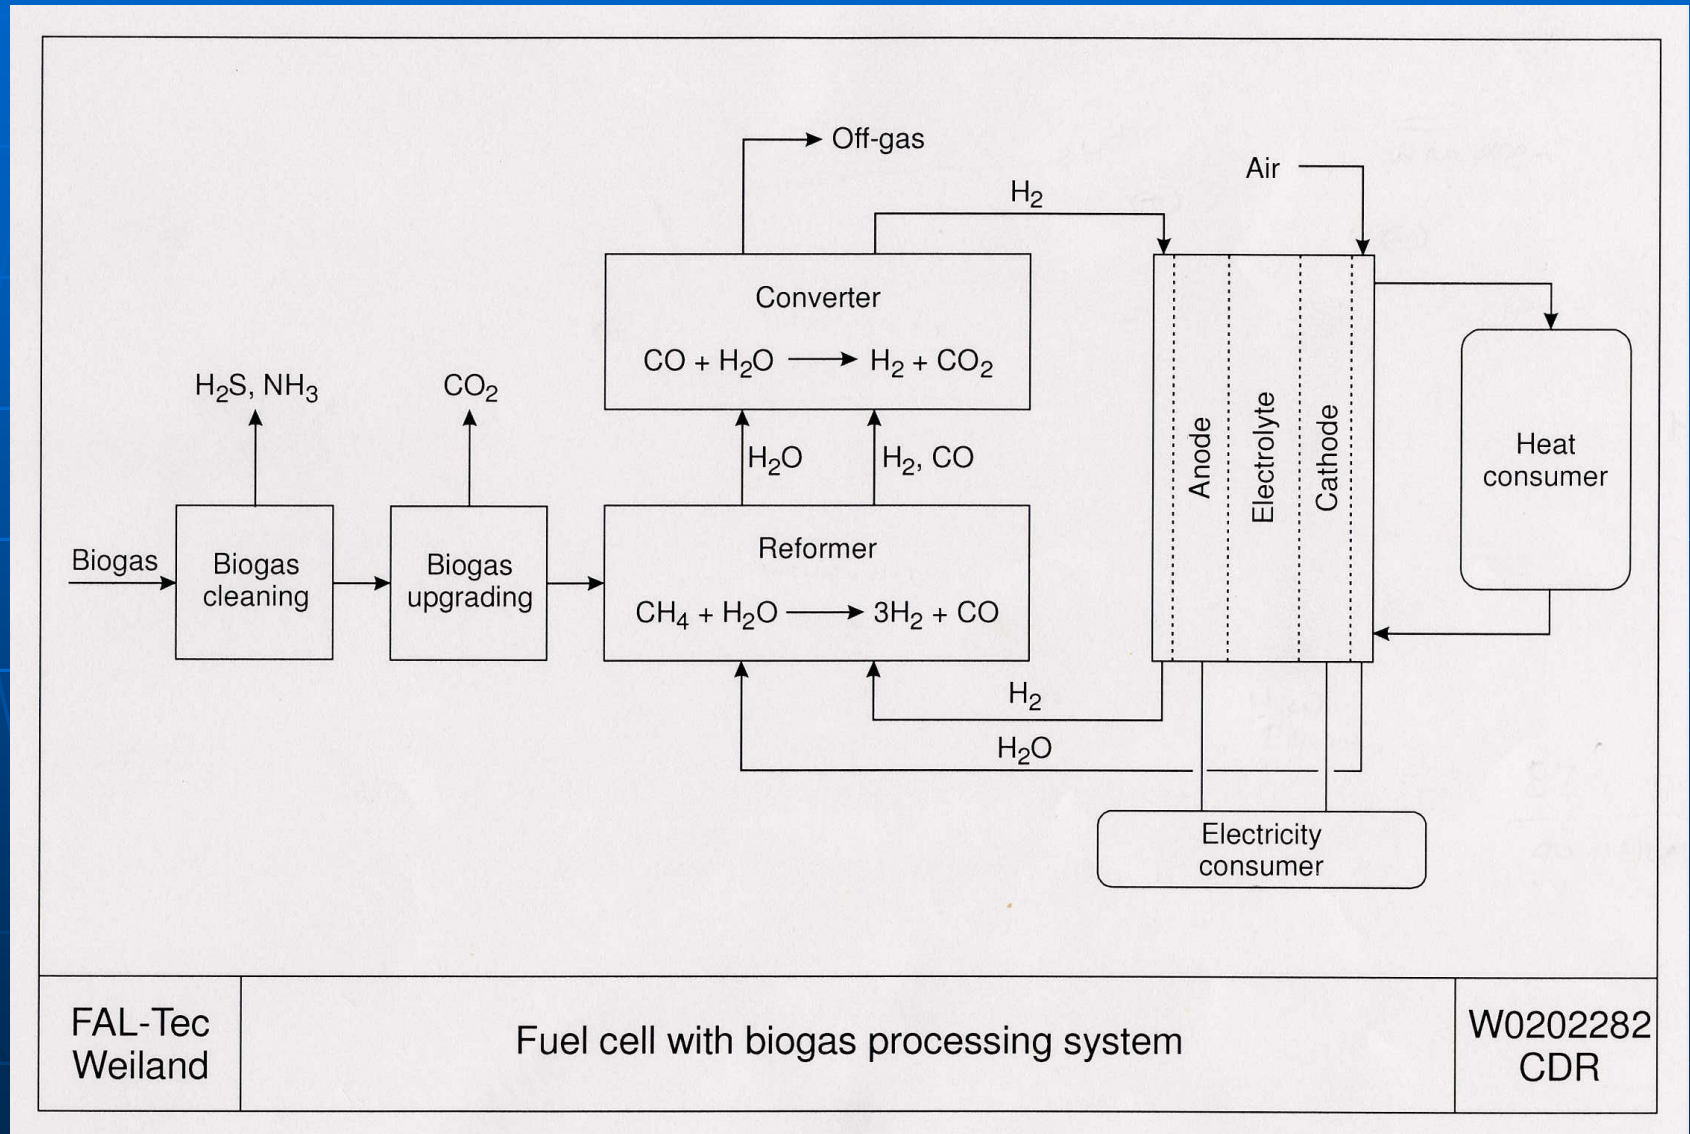 Off-gas
Air
H₂
Converter
CO + H₂O ⟶ H₂ + CO₂
H₂S, NH₃
CO₂
H₂O
H₂, CO
Anode
Electrolyte
Cathode
Heat
consumer
Biogas
Biogas
cleaning
Biogas
upgrading
Reformer
CH₄ + H₂O ⟶ 3H₂ + CO
H₂
H₂O
Electricity
consumer
FAL-Tec
Weiland
Fuel cell with biogas processing system
W0202282
CDR